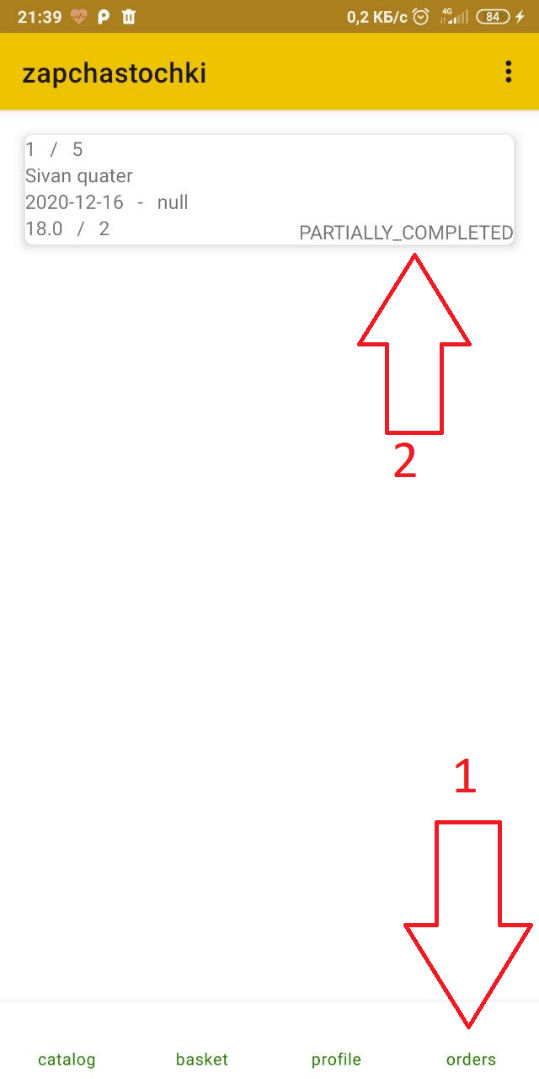 21:39 P 0,2 КБ/с 4G 84
zapchastochki
1 / 5
Sivan quater
2020-12-16 - null
18.0 / 2 PARTIALLY_COMPLETED
2
1
catalog basket profile orders